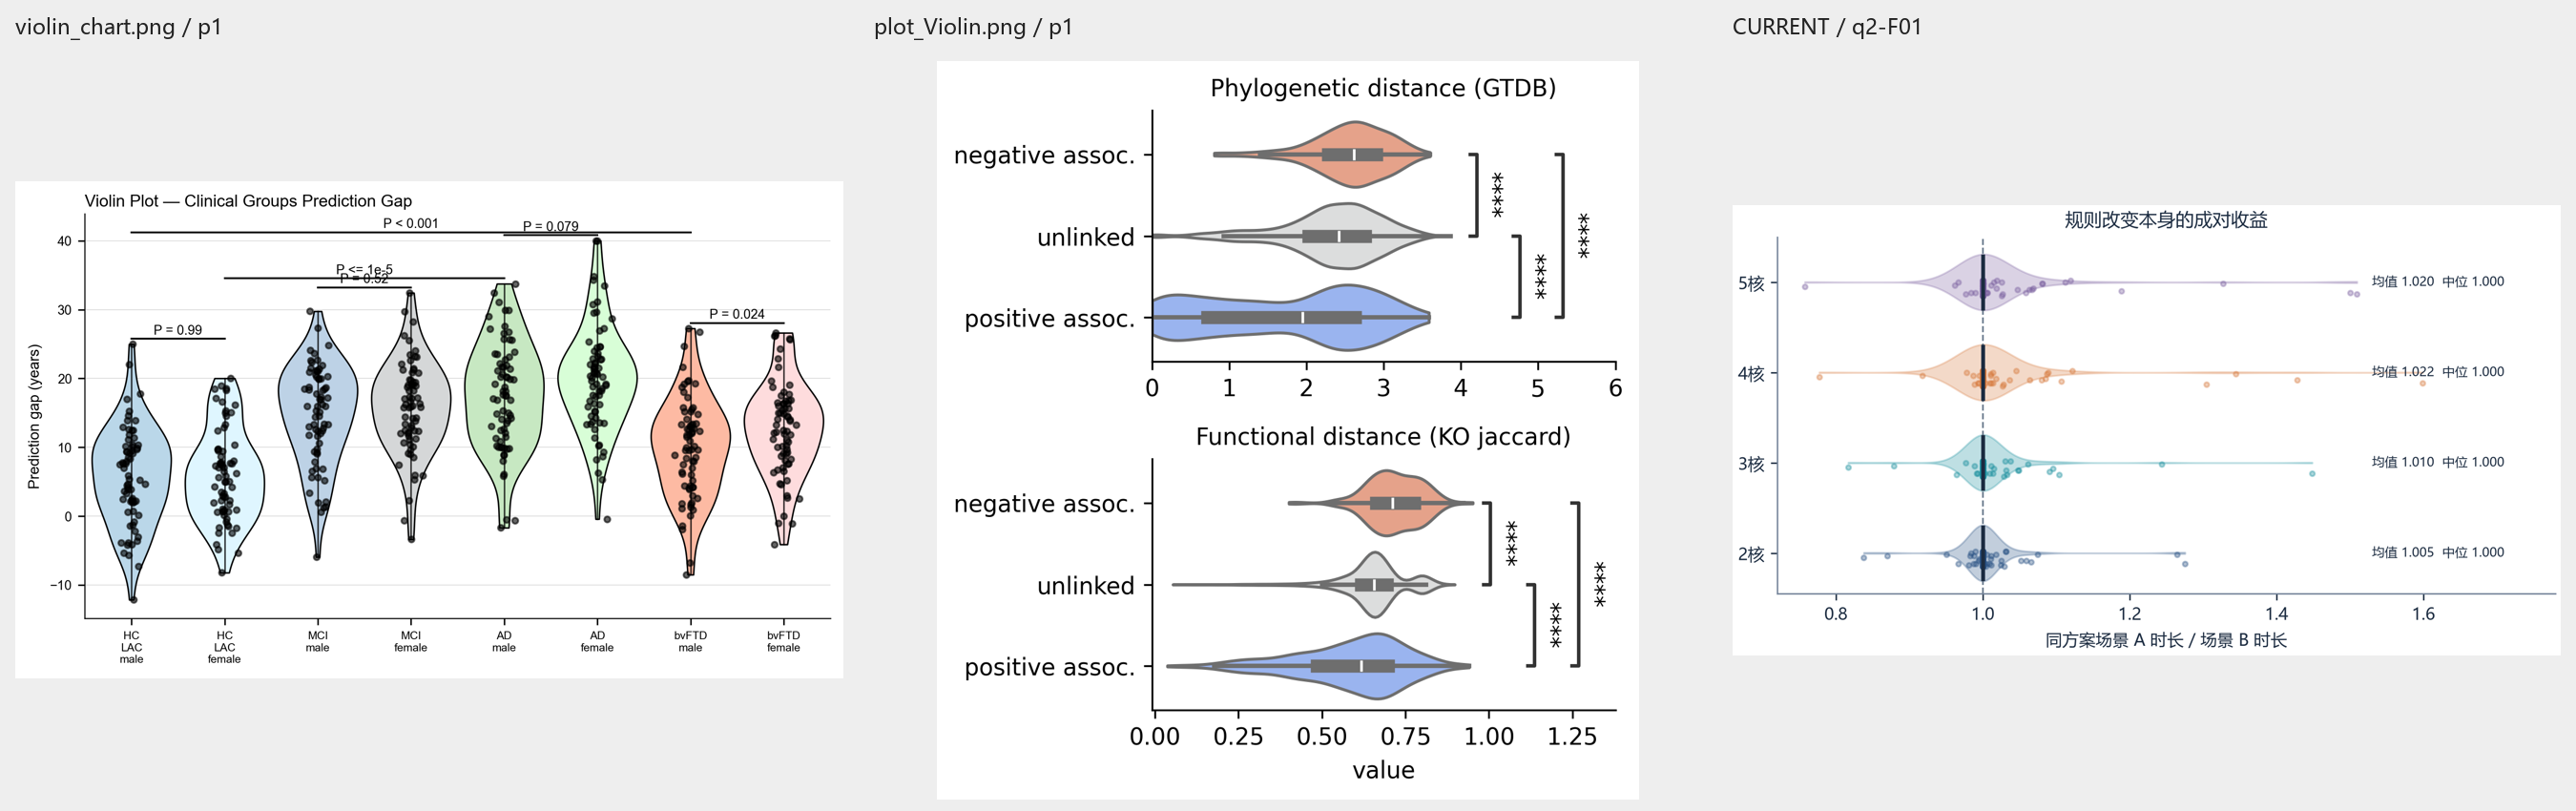 violin_chart.png / p1
Violin Plot — Clinical Groups Prediction Gap
P < 0.001
P = 0.079
P <= 1e-5
P = 0.52
P = 0.024
P = 0.99
Prediction gap (years)
40
30
20
10
0
−10
HC
LAC
male
HC
LAC
female
MCI
male
MCI
female
AD
male
AD
female
bvFTD
male
bvFTD
female
plot_Violin.png / p1
Phylogenetic distance (GTDB)
negative assoc.
unlinked
positive assoc.
****
****
****
0 1 2 3 4 5 6
Functional distance (KO jaccard)
negative assoc.
unlinked
positive assoc.
****
****
****
0.00 0.25 0.50 0.75 1.00 1.25
value
CURRENT / q2-F01
规则改变本身的成对收益
5核
均值 1.020 中位 1.000
4核
均值 1.022 中位 1.000
3核
均值 1.010 中位 1.000
2核
均值 1.005 中位 1.000
0.8 1.0 1.2 1.4 1.6
同方案场景 A 时长 / 场景 B 时长